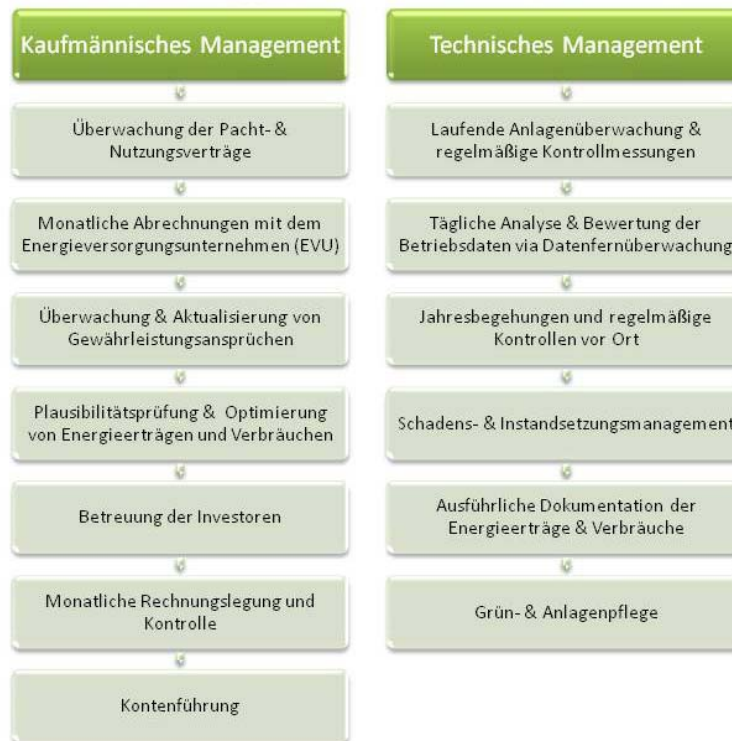 Kaufmännisches Management
Überwachung der Pacht- &
Nutzungsverträge
Monatliche Abrechnungen mit dem
Energieversorgungsunternehmen (EVU)
Überwachung & Aktualisierung von
Gewährleistungsansprüchen
Plausibilitätsprüfung & Optimierung
von Energieerträgen und Verbräuchen
Betreuung der Investoren
Monatliche Rechnungslegung und
Kontrolle
Kontenführung
Technisches Management
Laufende Anlagenüberwachung &
regelmäßige Kontrollmessungen
Tägliche Analyse & Bewertung der
Betriebsdaten via Datenfernüberwachung
Jahresbegehungen und regelmäßige
Kontrollen vor Ort
Schadens- & Instandsetzungsmanagement
Ausführliche Dokumentation der
Energieerträge & Verbräuche
Grün- & Anlagenpflege